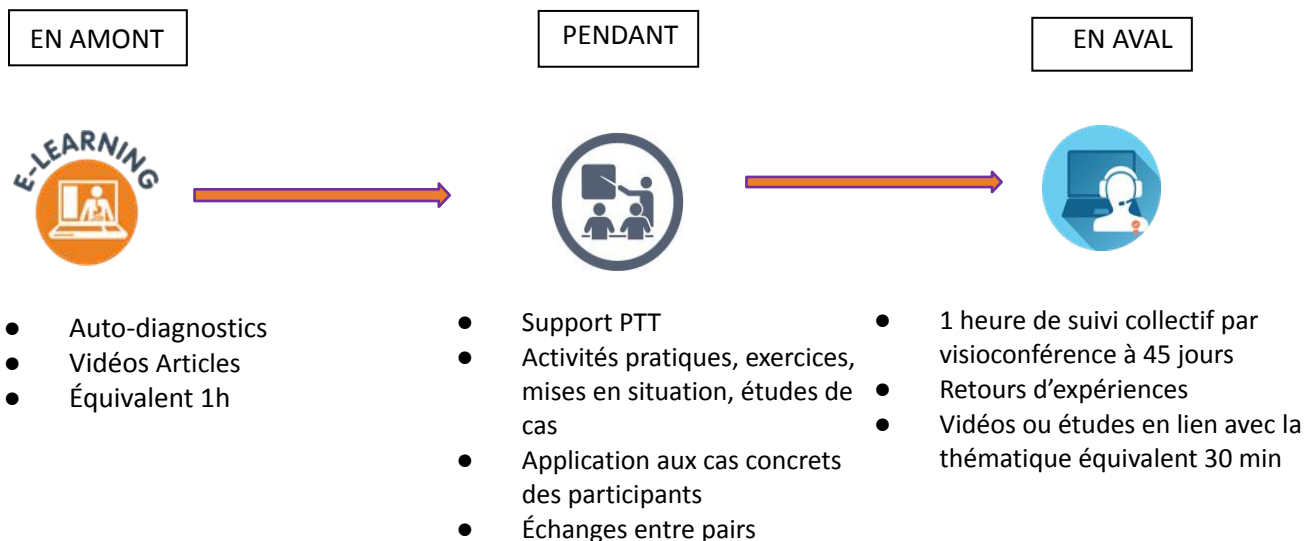 EN AMONT
PENDANT
EN AVAL
E-LEARNING
● Auto-diagnostics
● Vidéos Articles
● Équivalent 1h
● Support PTT
● Activités pratiques, exercices,
mises en situation, études de
cas
● Application aux cas concrets
des participants
● Échanges entre pairs
● 1 heure de suivi collectif par
visioconférence à 45 jours
● Retours d’expériences
● Vidéos ou études en lien avec la
thématique équivalent 30 min